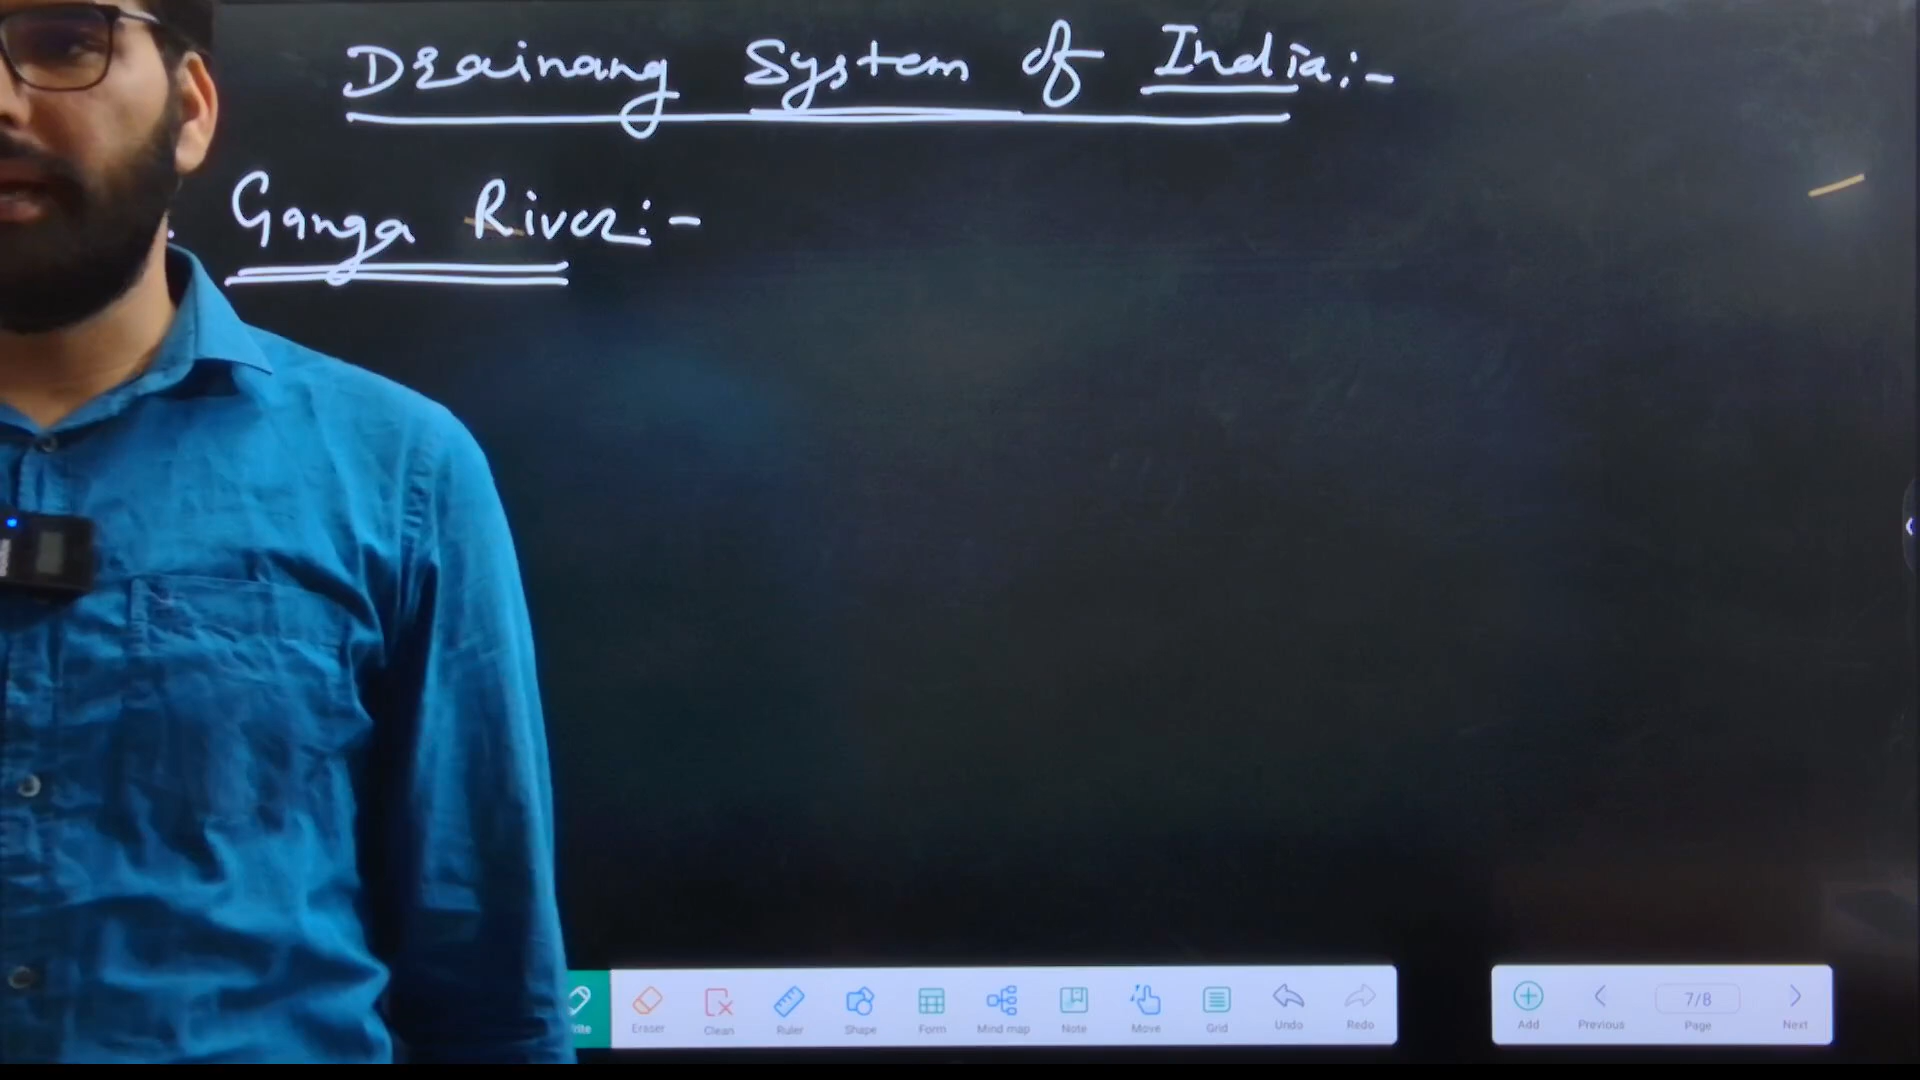 Drainang System of India:-
Ganga River:-
Eraser Clean Ruler Shape Form Mind map Note Move Grid Undo Redo
Add Previous 7/8 Page Next